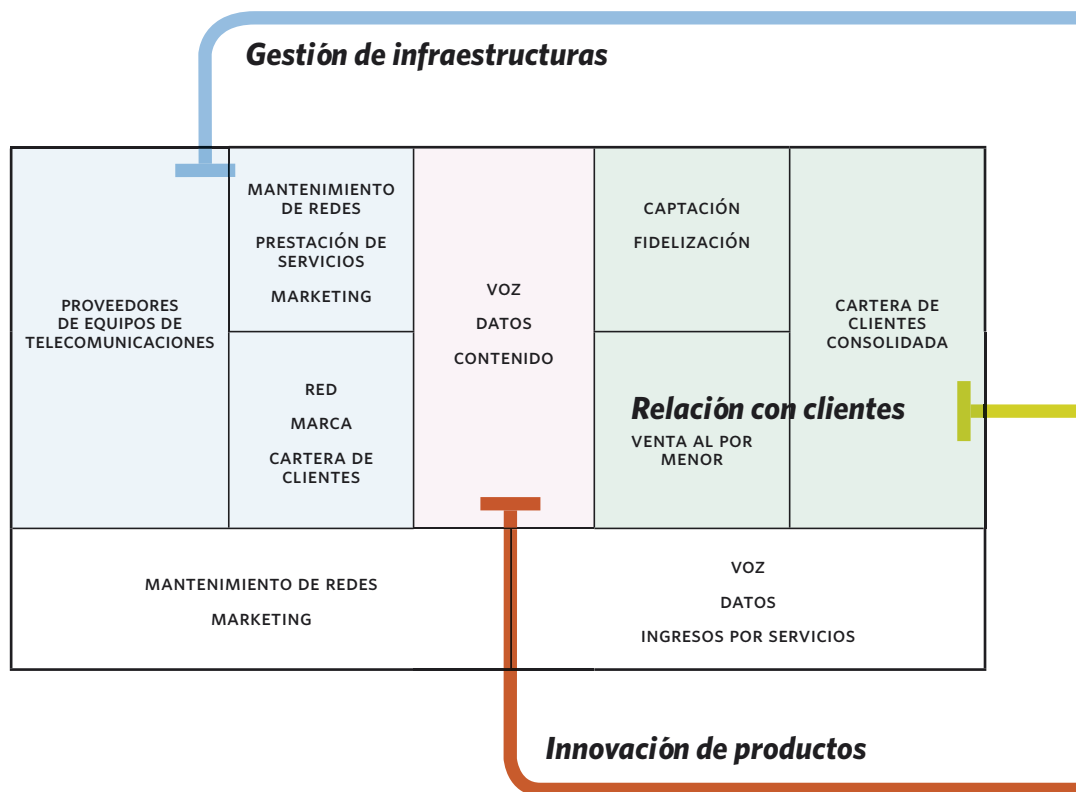 Gestión de infraestructuras
PROVEEDORES
DE EQUIPOS DE
TELECOMUNICACIONES
MANTENIMIENTO
DE REDES
PRESTACIÓN DE
SERVICIOS
MARKETING
RED
MARCA
CARTERA DE
CLIENTES
VOZ
DATOS
CONTENIDO
CAPTACIÓN
FIDELIZACIÓN
Relación con clientes
VENTA AL POR
MENOR
CARTERA DE
CLIENTES
CONSOLIDADA
MANTENIMIENTO DE REDES
MARKETING
VOZ
DATOS
INGRESOS POR SERVICIOS
Innovación de productos